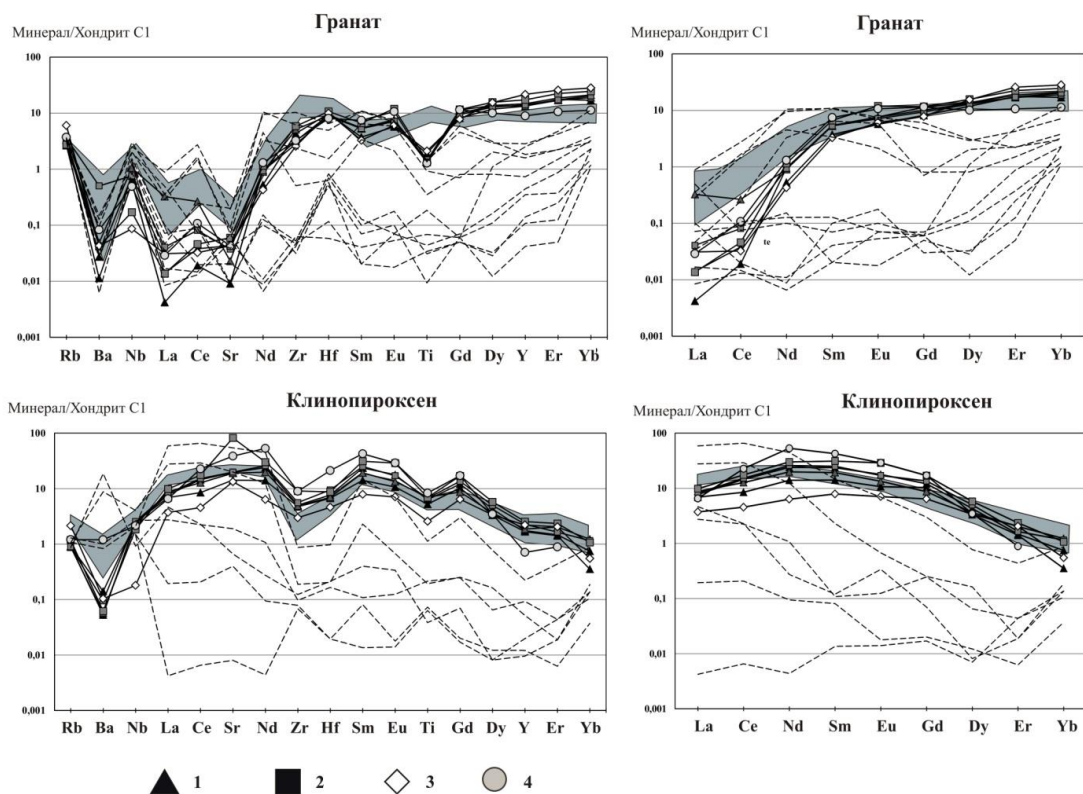 Гранат
Минерал/Хондрит C1
100
10
1
0,1
0,01
0,001
Rb Ba Nb La Ce Sr Nd Zr Hf Sm Eu Ti Gd Dy Y Er Yb
Гранат
Минерал/Хондрит C1
100
10
1
0,1
0,01
0,001
te
La Ce Nd Sm Eu Gd Dy Er Yb
Клинопироксен
Минерал/Хондрит C1
100
10
1
0,1
0,01
0,001
Rb Ba Nb La Ce Sr Nd Zr Hf Sm Eu Ti Gd Dy Y Er Yb
Клинопироксен
Минерал/Хондрит C1
100
10
1
0,1
0,01
0,001
La Ce Nd Sm Eu Gd Dy Er Yb
1 2 3 4